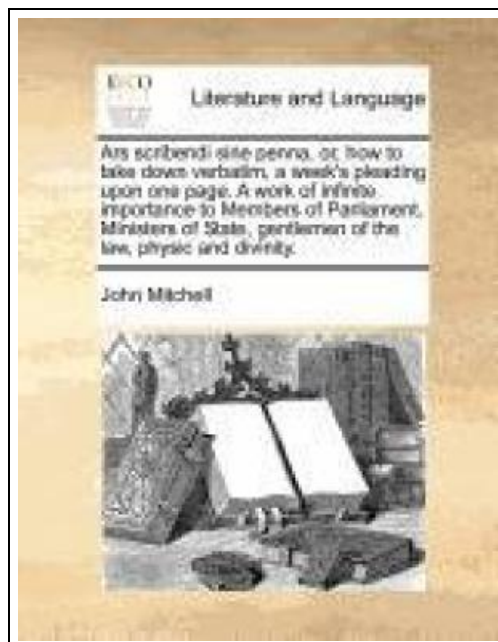 ECCO
Literature and Language
Ars scribendi sine penna, or, how to
take down verbatim, a week's pleading
upon one page. A work of infinite
importance to Members of Parliament,
Ministers of State, gentlemen of the
law, physic and divinity.
John Mitchell